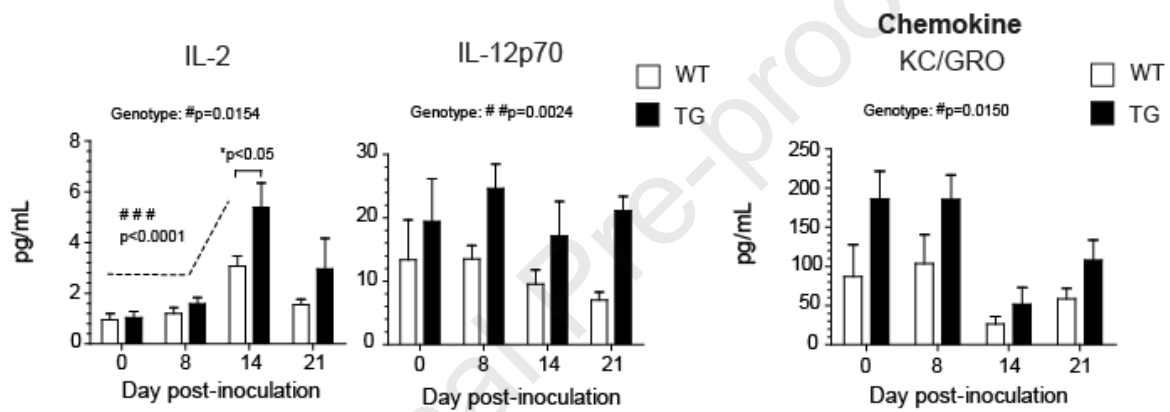 IL-2
Genotype: #p=0.0154
*p<0.05
# # #
p<0.0001
pg/mL
8
6
4
2
0
0 8 14 21
Day post-inoculation
IL-12p70
Genotype: # #p=0.0024
30
20
10
0
0 8 14 21
Day post-inoculation
WT
TG
Chemokine
KC/GRO
Genotype: #p=0.0150
pg/mL
250
200
150
100
50
0
0 8 14 21
Day post-inoculation
WT
TG